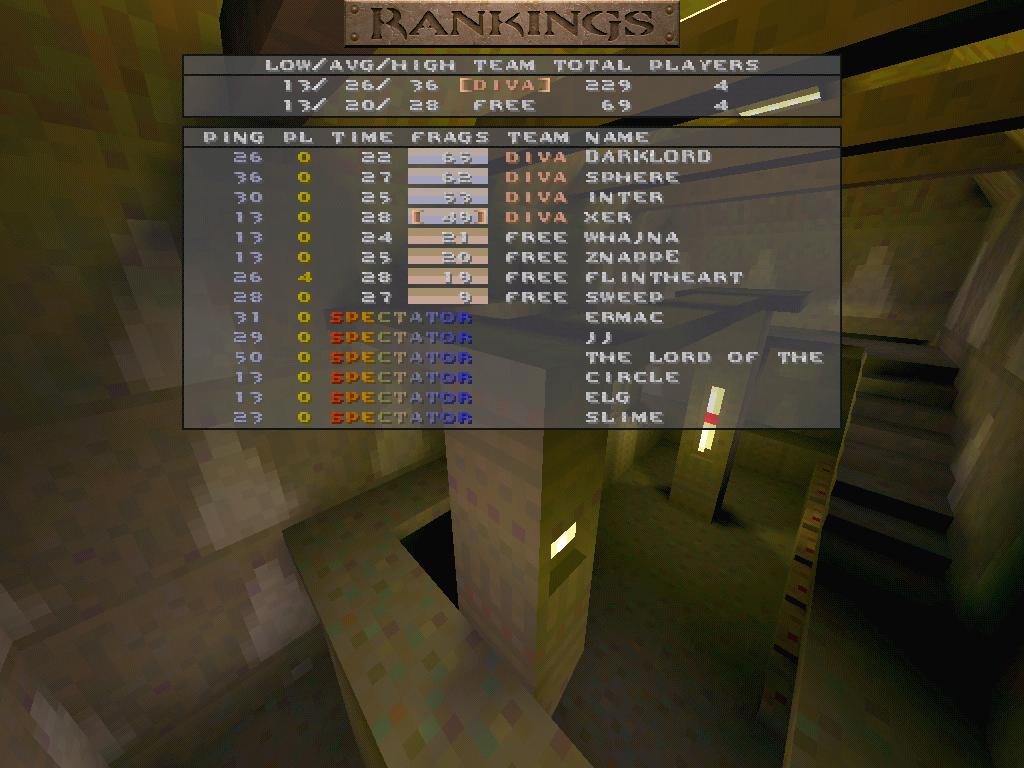 RANKINGS
LOW/AVG/HIGH TEAM TOTAL PLAYERS
13/ 26/ 36 [DIVA] 229 4
13/ 20/ 28 FREE 69 4
PING PL TIME FRAGS TEAM NAME
26 0 22 65 DIVA DARKLORD
36 0 27 62 DIVA SPHERE
30 0 25 53 DIVA INTER
13 0 28 [ 49] DIVA XER
13 0 24 21 FREE WHAJNA
13 0 25 20 FREE ZNAPPE
26 4 28 19 FREE FLINTHEART
28 0 27 9 FREE SWEEP
31 0 SPECTATOR ERMAC
29 0 SPECTATOR JJ
50 0 SPECTATOR THE LORD OF THE
13 0 SPECTATOR CIRCLE
13 0 SPECTATOR ELG
23 0 SPECTATOR SLIME